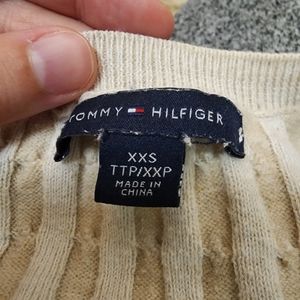 TOMMY HILFIGER
XXS
TTP/XXP
MADE IN
CHINA